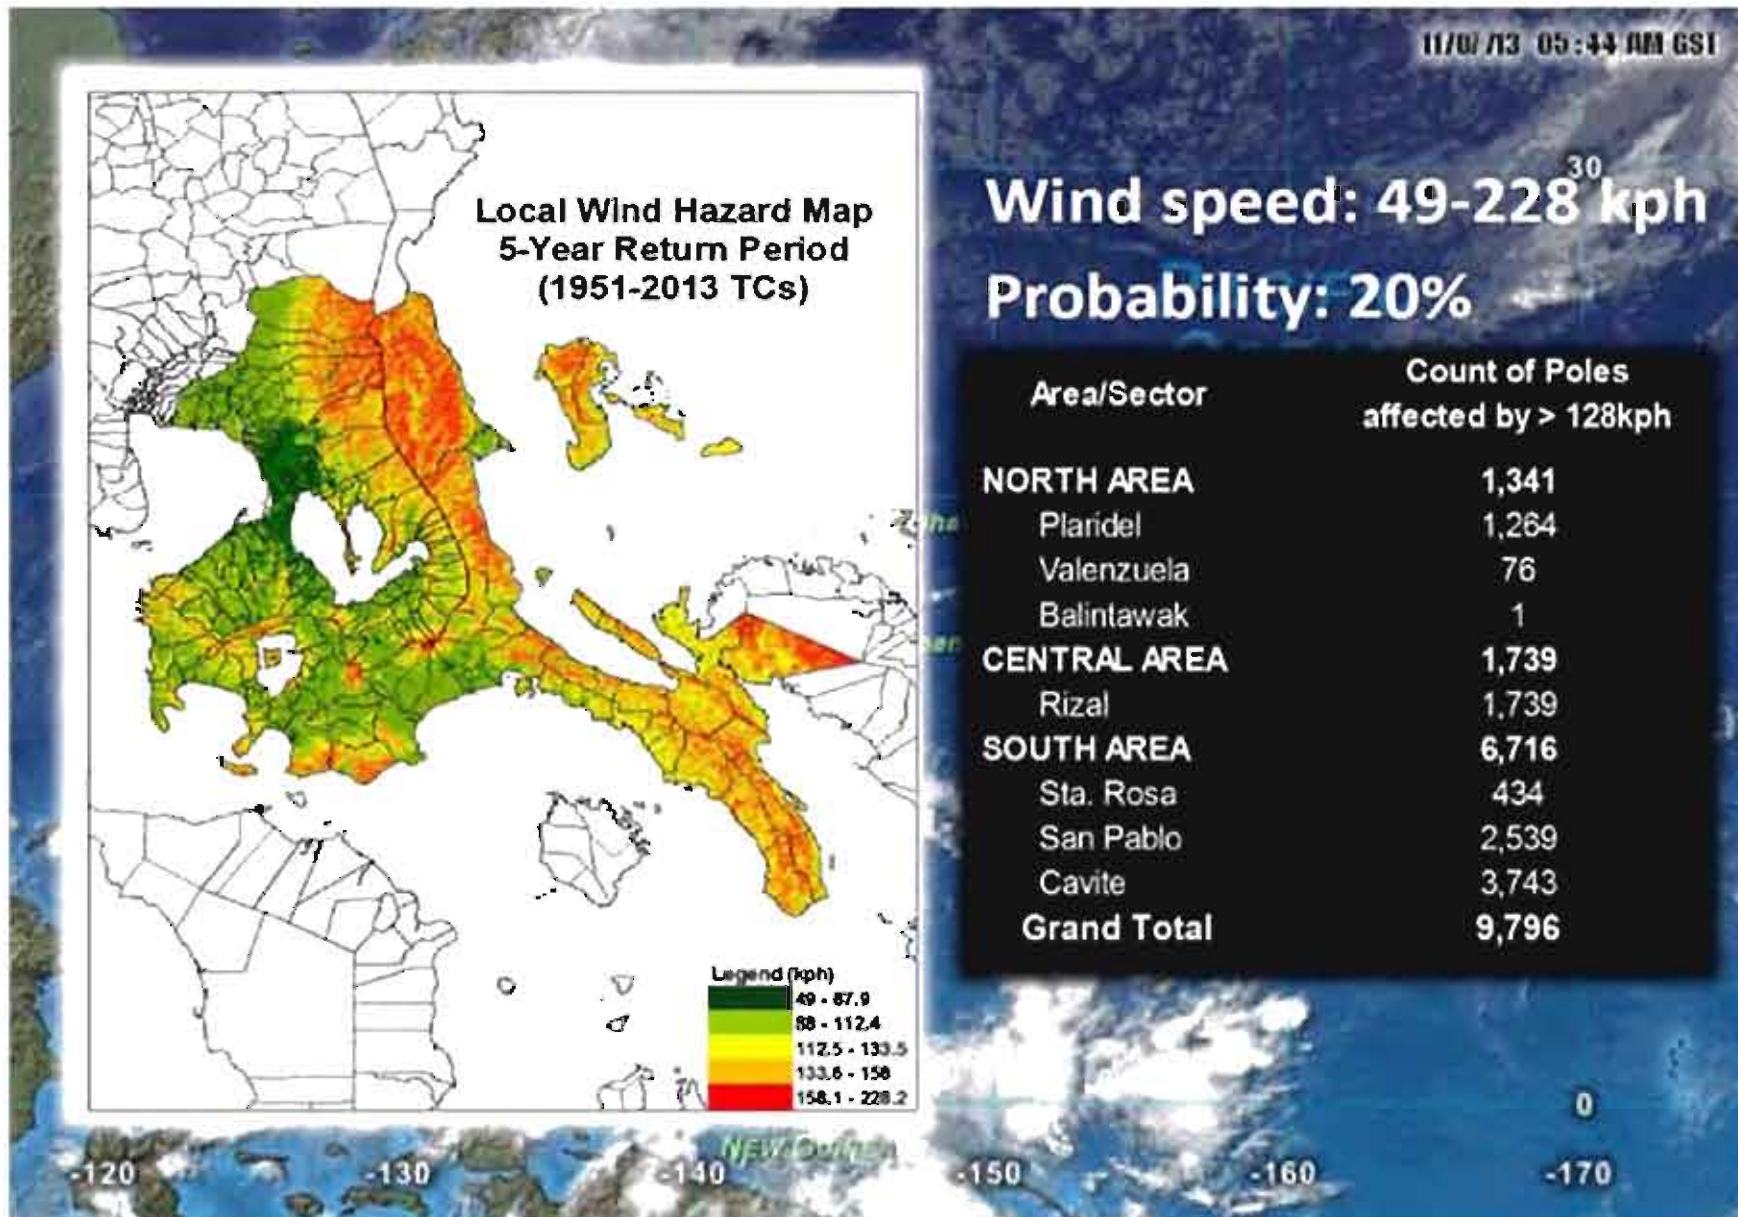 05:44 AM
Local Wind Hazard Map
5-Year Return Period
(1951-2013 TCs)
30
Wind speed: 49-228 kph
Probability: 20%
Area/Sector
Count of Poles
affected by > 128kph
NORTH AREA 1,341
Plaridel 1,264
Valenzuela 76
Balintawak 1
CENTRAL AREA 1,739
Rizal 1,739
SOUTH AREA 6,716
Sta. Rosa 434
San Pablo 2,539
Cavite 3,743
Grand Total 9,796
Legend (kph)
49 - 87.9
88 - 112.4
112.5 - 133.5
133.6 - 158
158.1 - 228.2
0
NEW
-120 -130 -140 -150 -160 -170